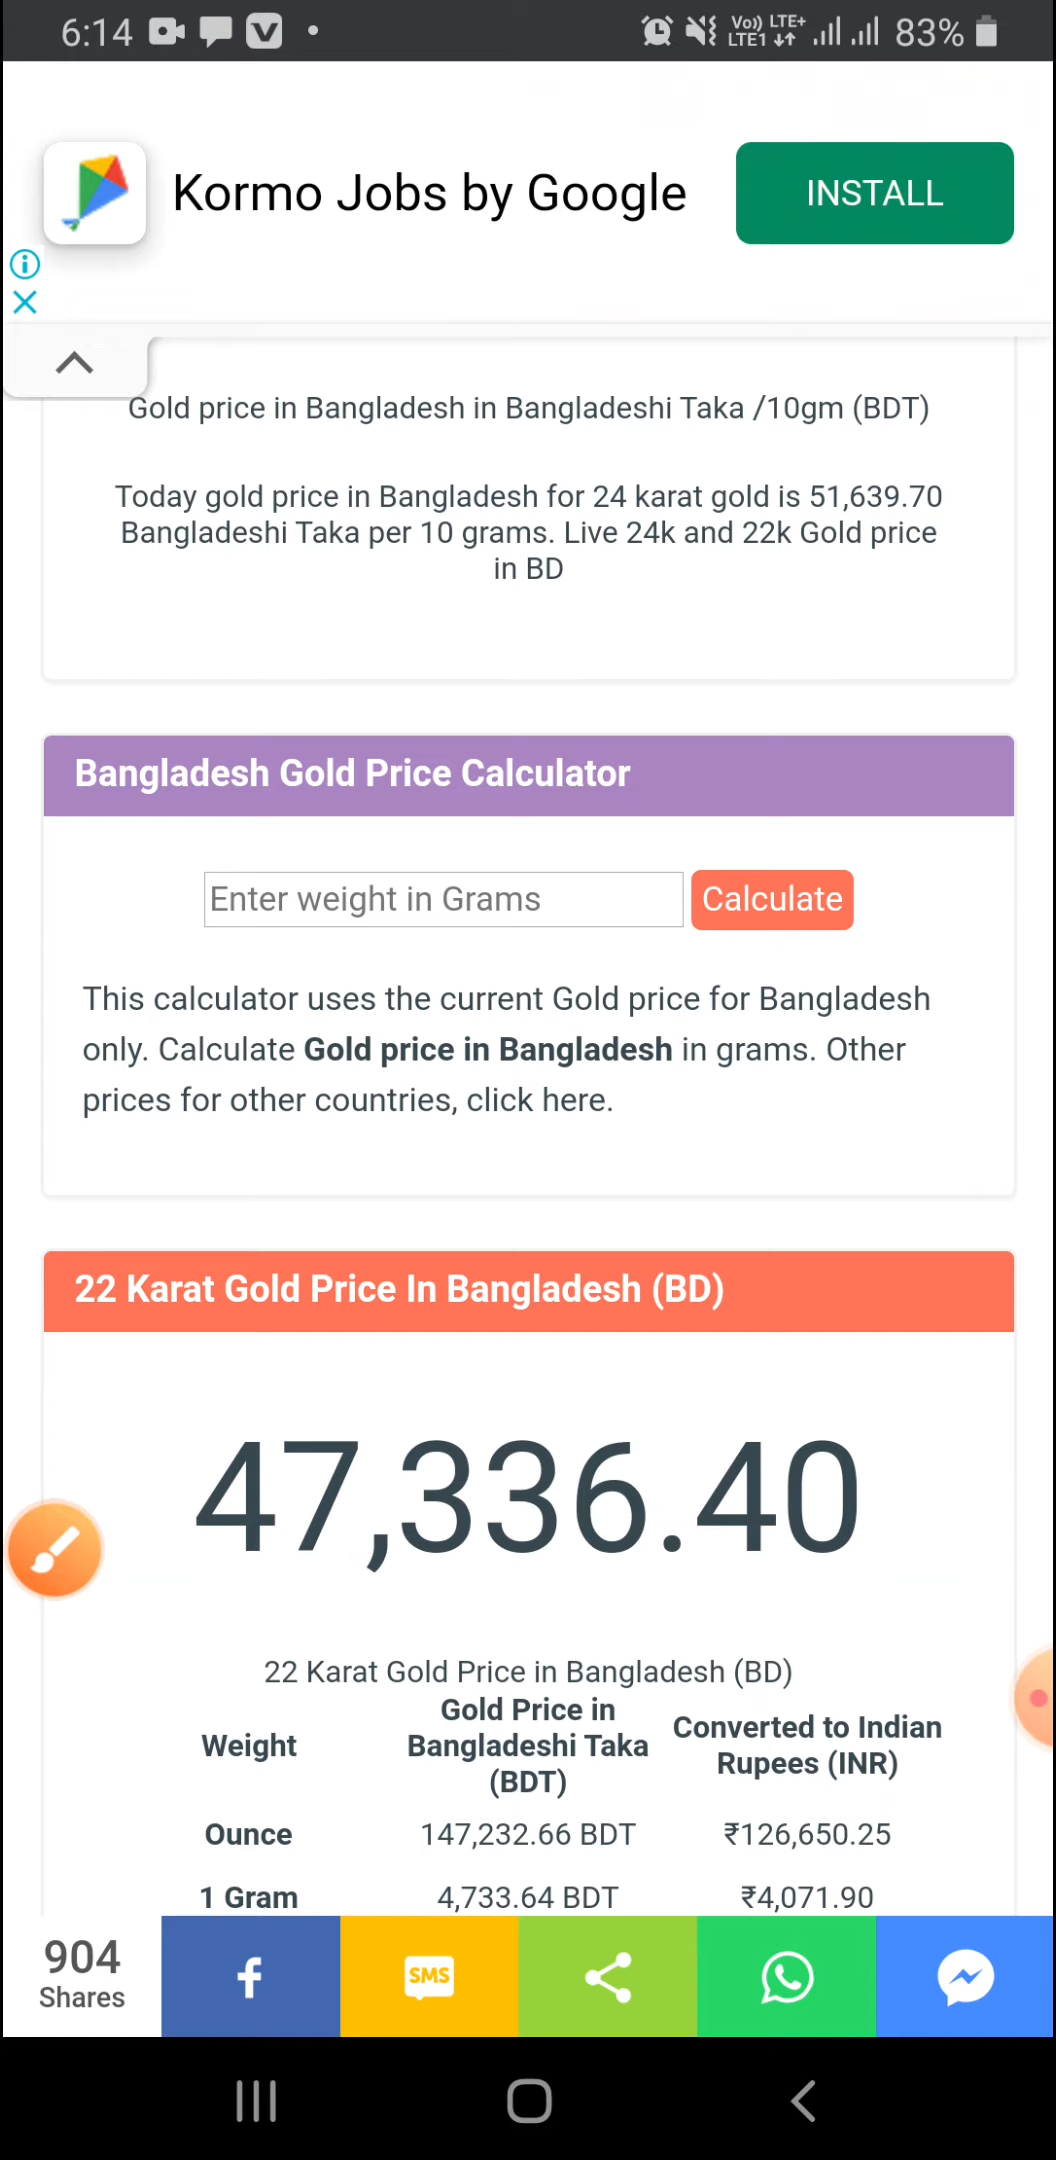 6:14
Vo)) LTE+
LTE1
83%
Kormo Jobs by Google
INSTALL
Gold price in Bangladesh in Bangladeshi Taka /10gm (BDT)
Today gold price in Bangladesh for 24 karat gold is 51,639.70
Bangladeshi Taka per 10 grams. Live 24k and 22k Gold price
in BD
Bangladesh Gold Price Calculator
Enter weight in Grams
Calculate
This calculator uses the current Gold price for Bangladesh
only. Calculate Gold price in Bangladesh in grams. Other
prices for other countries, click here.
22 Karat Gold Price In Bangladesh (BD)
47,336.40
22 Karat Gold Price in Bangladesh (BD)
Weight
Gold Price in
Bangladeshi Taka
(BDT)
Converted to Indian
Rupees (INR)
Ounce 147,232.66 BDT ₹126,650.25
1 Gram 4,733.64 BDT ₹4,071.90
904
Shares
SMS